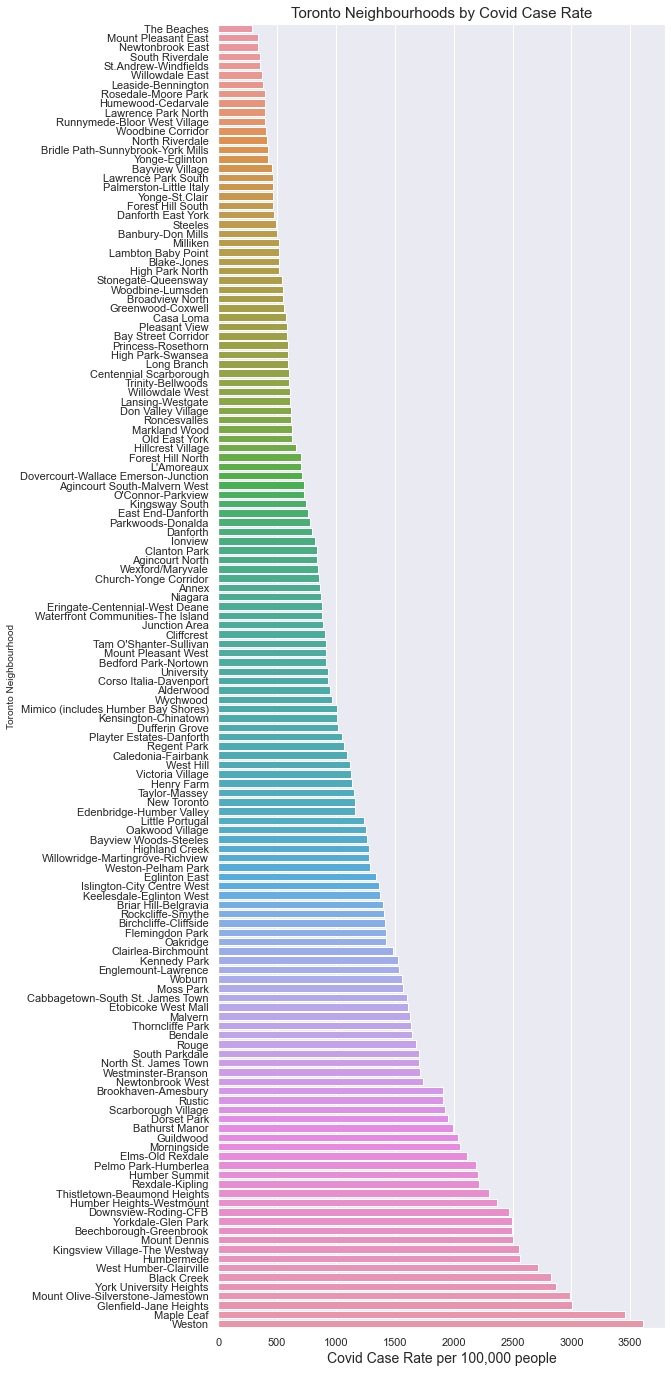 Toronto Neighbourhoods by Covid Case Rate
The Beaches
Mount Pleasant East
Newtonbrook East
South Riverdale
St.Andrew-Windfields
Willowdale East
Leaside-Bennington
Rosedale-Moore Park
Humewood-Cedarvale
Lawrence Park North
Runnymede-Bloor West Village
Woodbine Corridor
North Riverdale
Bridle Path-Sunnybrook-York Mills
Yonge-Eglinton
Bayview Village
Lawrence Park South
Palmerston-Little Italy
Yonge-St.Clair
Forest Hill South
Danforth East York
Steeles
Banbury-Don Mills
Milliken
Lambton Baby Point
Blake-Jones
High Park North
Stonegate-Queensway
Woodbine-Lumsden
Broadview North
Greenwood-Coxwell
Casa Loma
Pleasant View
Bay Street Corridor
Princess-Rosethorn
High Park-Swansea
Long Branch
Centennial Scarborough
Trinity-Bellwoods
Willowdale West
Lansing-Westgate
Don Valley Village
Roncesvalles
Markland Wood
Old East York
Hillcrest Village
Forest Hill North
L'Amoreaux
Dovercourt-Wallace Emerson-Junction
Agincourt South-Malvern West
O'Connor-Parkview
Kingsway South
East End-Danforth
Parkwoods-Donalda
Danforth
Ionview
Clanton Park
Agincourt North
Wexford/Maryvale
Church-Yonge Corridor
Annex
Niagara
Eringate-Centennial-West Deane
Waterfront Communities-The Island
Junction Area
Cliffcrest
Tam O'Shanter-Sullivan
Mount Pleasant West
Bedford Park-Nortown
University
Corso Italia-Davenport
Alderwood
Wychwood
Mimico (includes Humber Bay Shores)
Kensington-Chinatown
Dufferin Grove
Playter Estates-Danforth
Regent Park
Caledonia-Fairbank
West Hill
Victoria Village
Henry Farm
Taylor-Massey
New Toronto
Edenbridge-Humber Valley
Little Portugal
Oakwood Village
Bayview Woods-Steeles
Highland Creek
Willowridge-Martingrove-Richview
Weston-Pelham Park
Eglinton East
Islington-City Centre West
Keelesdale-Eglinton West
Briar Hill-Belgravia
Rockcliffe-Smythe
Birchcliffe-Cliffside
Flemingdon Park
Oakridge
Clairlea-Birchmount
Kennedy Park
Englemount-Lawrence
Woburn
Moss Park
Cabbagetown-South St. James Town
Etobicoke West Mall
Malvern
Thorncliffe Park
Bendale
Rouge
South Parkdale
North St. James Town
Westminster-Branson
Newtonbrook West
Brookhaven-Amesbury
Rustic
Scarborough Village
Dorset Park
Bathurst Manor
Guildwood
Morningside
Elms-Old Rexdale
Pelmo Park-Humberlea
Humber Summit
Rexdale-Kipling
Thistletown-Beaumond Heights
Humber Heights-Westmount
Downsview-Roding-CFB
Yorkdale-Glen Park
Beechborough-Greenbrook
Mount Dennis
Kingsview Village-The Westway
Humbermede
West Humber-Clairville
Black Creek
York University Heights
Mount Olive-Silverstone-Jamestown
Glenfield-Jane Heights
Maple Leaf
Weston
Toronto Neighbourhood
0 500 1000 1500 2000 2500 3000 3500
Covid Case Rate per 100,000 people